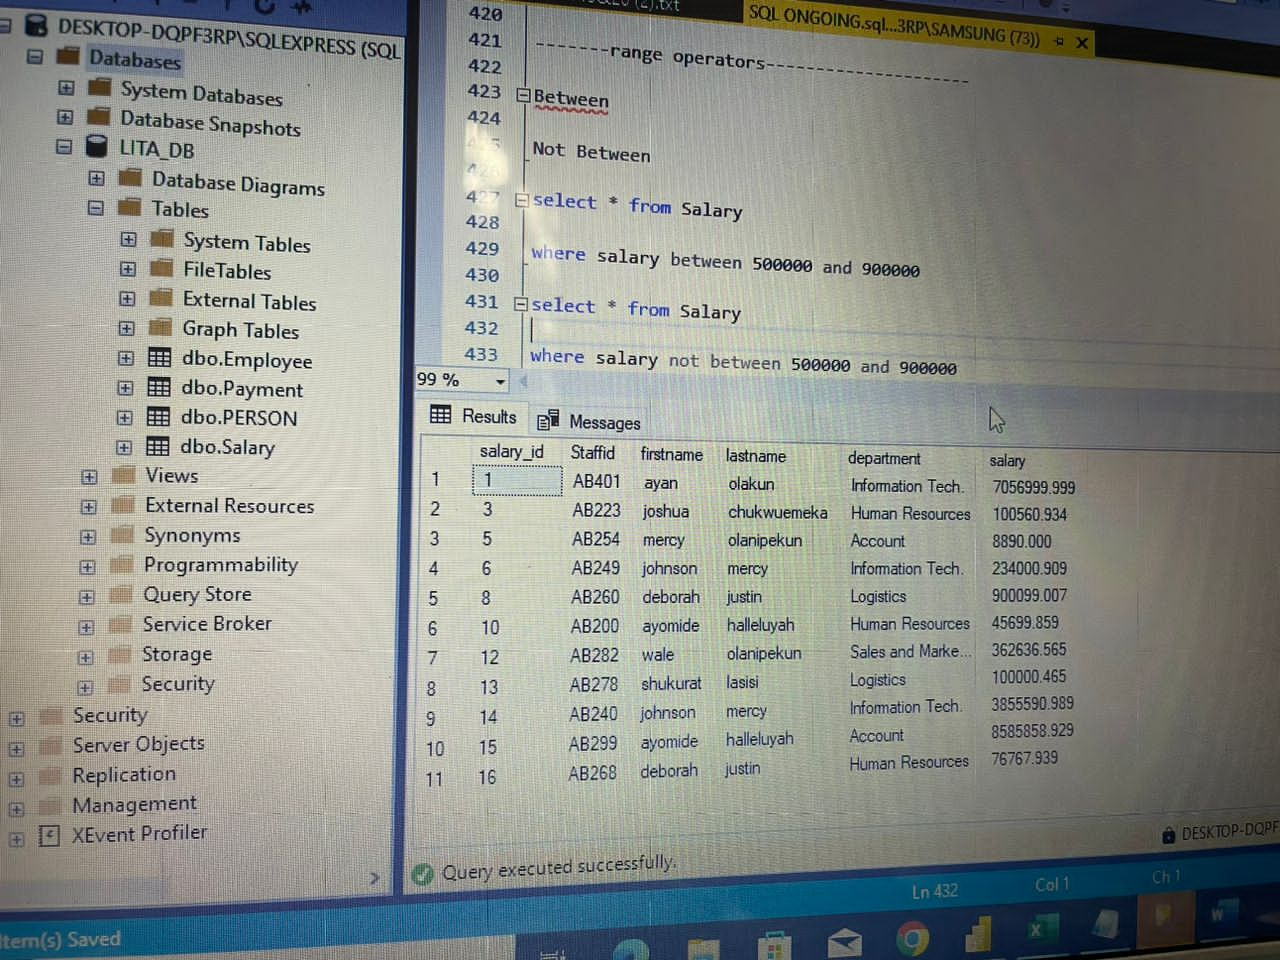 DESKTOP-DQPF3RP\SQLEXPRESS (SQL
Databases
System Databases
Database Snapshots
LITA_DB
Database Diagrams
Tables
System Tables
FileTables
External Tables
Graph Tables
dbo.Employee
dbo.Payment
dbo.PERSON
dbo.Salary
Views
External Resources
Synonyms
Programmability
Query Store
Service Broker
Storage
Security
Security
Server Objects
Replication
Management
XEvent Profiler
(2).txt
SQL ONGOING.sql...3RP\SAMSUNG (73))
420
421 -------range operators--------------------
422
423 Between
424
Not Between
427 select * from Salary
428
429 where salary between 500000 and 900000
430
431 select * from Salary
432
433 where salary not between 500000 and 900000
99 %
Results Messages
salary_id Staffid firstname lastname department salary
1 1 AB401 ayan olakun Information Tech. 7056999.999
2 3 AB223 joshua chukwuemeka Human Resources 100560.934
3 5 AB254 mercy olanipekun Account 8890.000
4 6 AB249 johnson mercy Information Tech. 234000.909
5 8 AB260 deborah justin Logistics 900099.007
6 10 AB200 ayomide halleluyah Human Resources 45699.859
7 12 AB282 wale olanipekun Sales and Marke... 362636.565
8 13 AB278 shukurat lasisi Logistics 100000.465
9 14 AB240 johnson mercy Information Tech. 3855590.989
10 15 AB299 ayomide halleluyah Account 8585858.929
11 16 AB268 deborah justin Human Resources 76767.939
Query executed successfully.
DESKTOP-DQPF
Ln 432 Col 1 Ch 1
Item(s) Saved